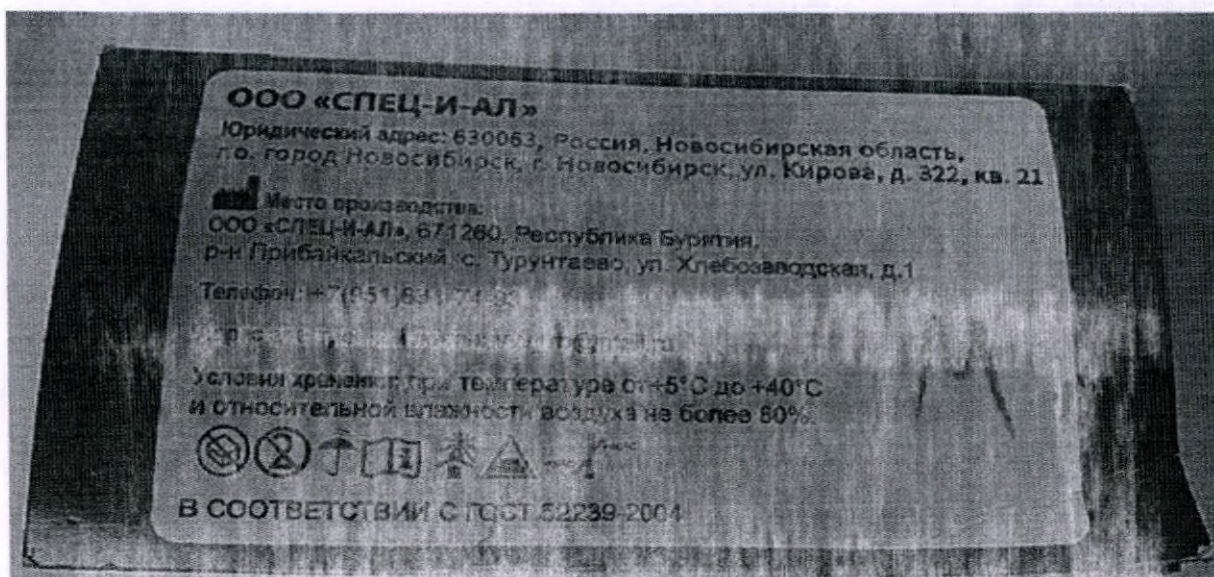 ООО «СПЕЦ-И-АЛ»
Юридический адрес: 630063, Россия, Новосибирская область,
г.о. город Новосибирск, г. Новосибирск, ул. Кирова, д. 322, кв. 21
Место производства:
ООО «СПЕЦ-И-АЛ», 671260, Республика Бурятия,
р-н Прибайкальский, с. Турунтаево, ул. Хлебозаводская, д.1
Телефон:
Условия хранения: при температуре от +5°C до +40°C
и относительной влажности воздуха не более 80%.
В СООТВЕТСТВИИ С ГОСТ 52239-2004